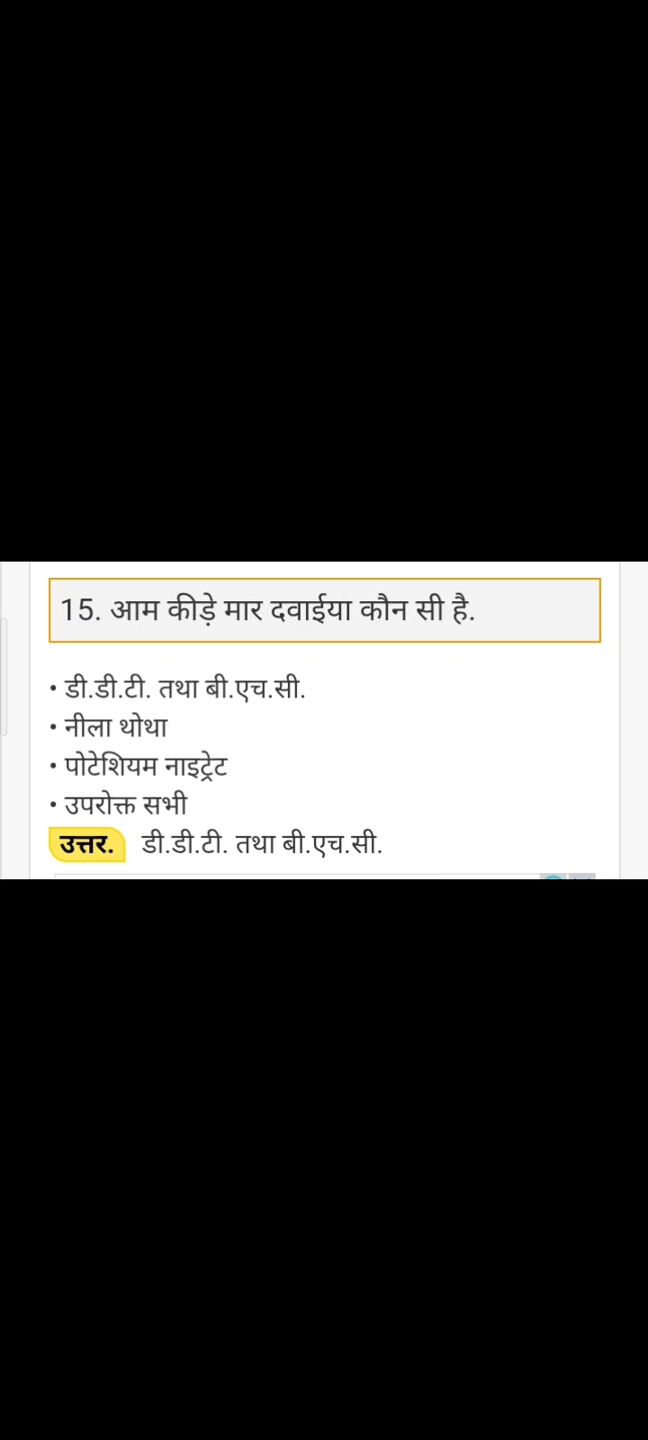 15. आम कीड़े मार दवाईया कौन सी है.
• डी.डी.टी. तथा बी.एच.सी.
• नीला थोथा
• पोटेशियम नाइट्रेट
• उपरोक्त सभी
उत्तर. डी.डी.टी. तथा बी.एच.सी.